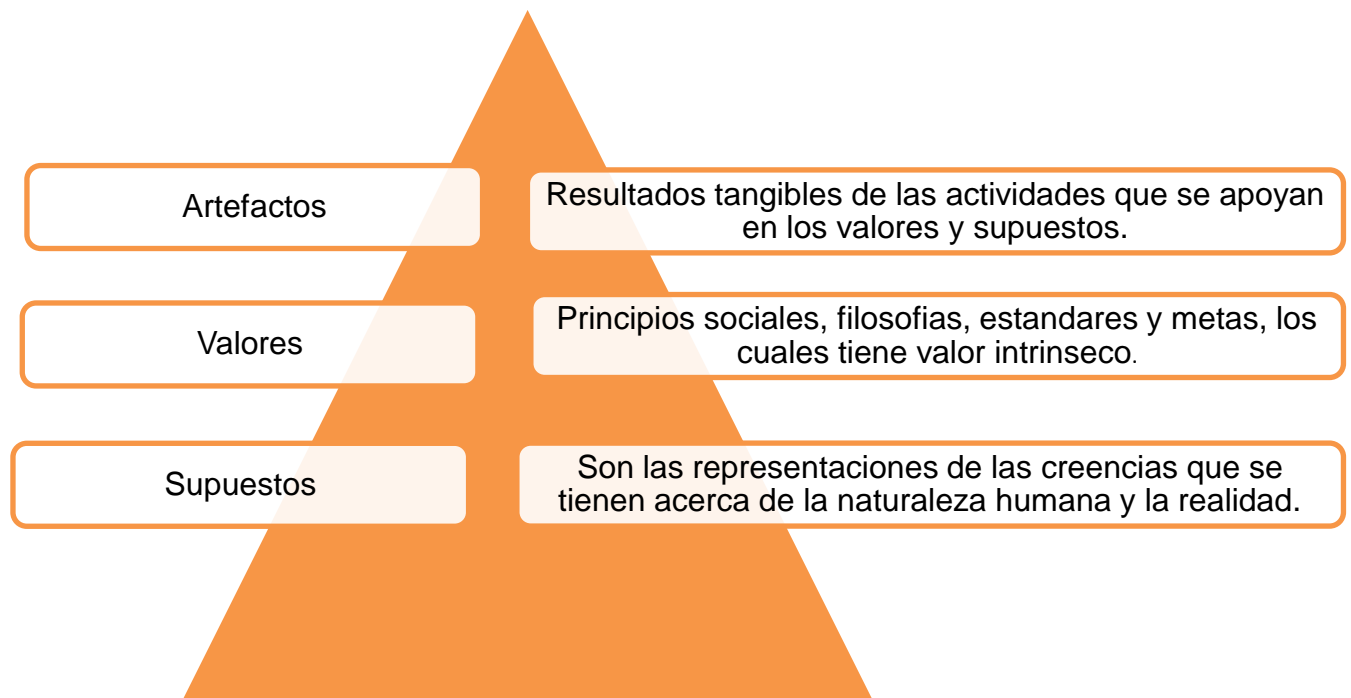 Artefactos
Resultados tangibles de las actividades que se apoyan
en los valores y supuestos.
Valores
Principios sociales, filosofias, estandares y metas, los
cuales tiene valor intrinseco.
Supuestos
Son las representaciones de las creencias que se
tienen acerca de la naturaleza humana y la realidad.